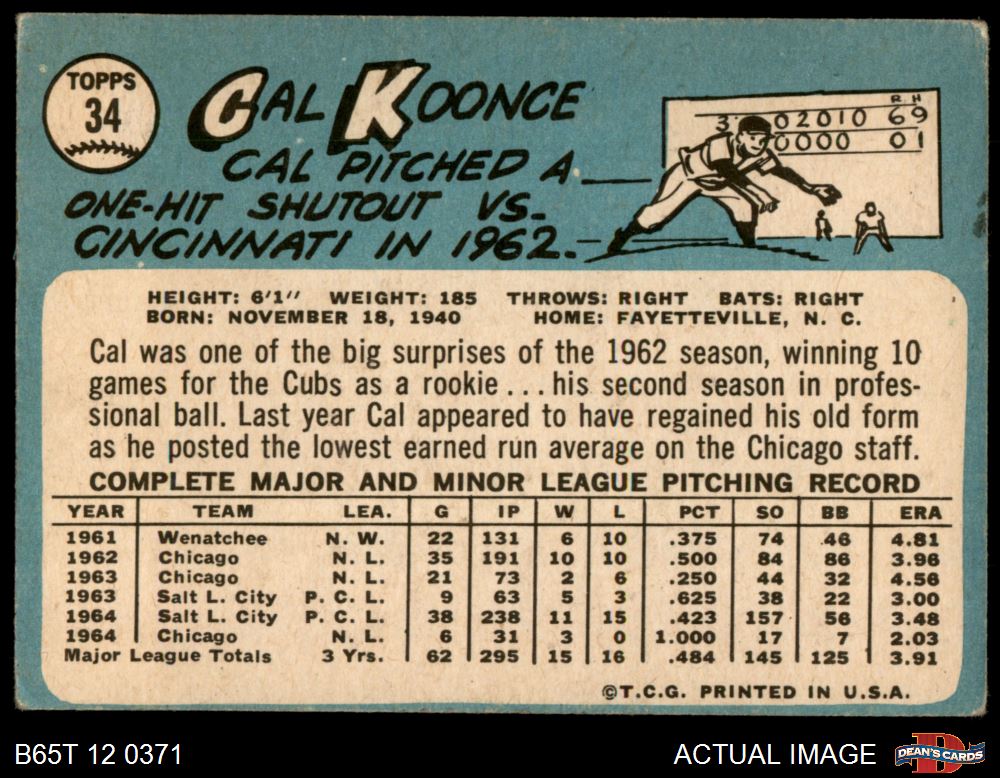 TOPPS
34
CAL KOONCE
CAL PITCHED A
ONE-HIT SHUTOUT VS.
CINCINNATI IN 1962.
R H
3 02010 69
0000 01
HEIGHT: 6'1" WEIGHT: 185 THROWS: RIGHT BATS: RIGHT
BORN: NOVEMBER 18, 1940 HOME: FAYETTEVILLE, N. C.
Cal was one of the big surprises of the 1962 season, winning 10
games for the Cubs as a rookie . . . his second season in profes-
sional ball. Last year Cal appeared to have regained his old form
as he posted the lowest earned run average on the Chicago staff.
COMPLETE MAJOR AND MINOR LEAGUE PITCHING RECORD
YEAR TEAM LEA. G IP W L PCT SO BB ERA
1961 Wenatchee N. W. 22 131 6 10 .375 74 46 4.81
1962 Chicago N. L. 35 191 10 10 .500 84 86 3.96
1963 Chicago N. L. 21 73 2 6 .250 44 32 4.56
1963 Salt L. City P. C. L. 9 63 5 3 .625 38 22 3.00
1964 Salt L. City P. C. L. 38 238 11 15 .423 157 56 3.48
1964 Chicago N. L. 6 31 3 0 1.000 17 7 2.03
Major League Totals 3 Yrs. 62 295 15 16 .484 145 125 3.91
©T.C.G. PRINTED IN U.S.A.
B65T 12 0371 ACTUAL IMAGE
D
DEAN'S CARDS